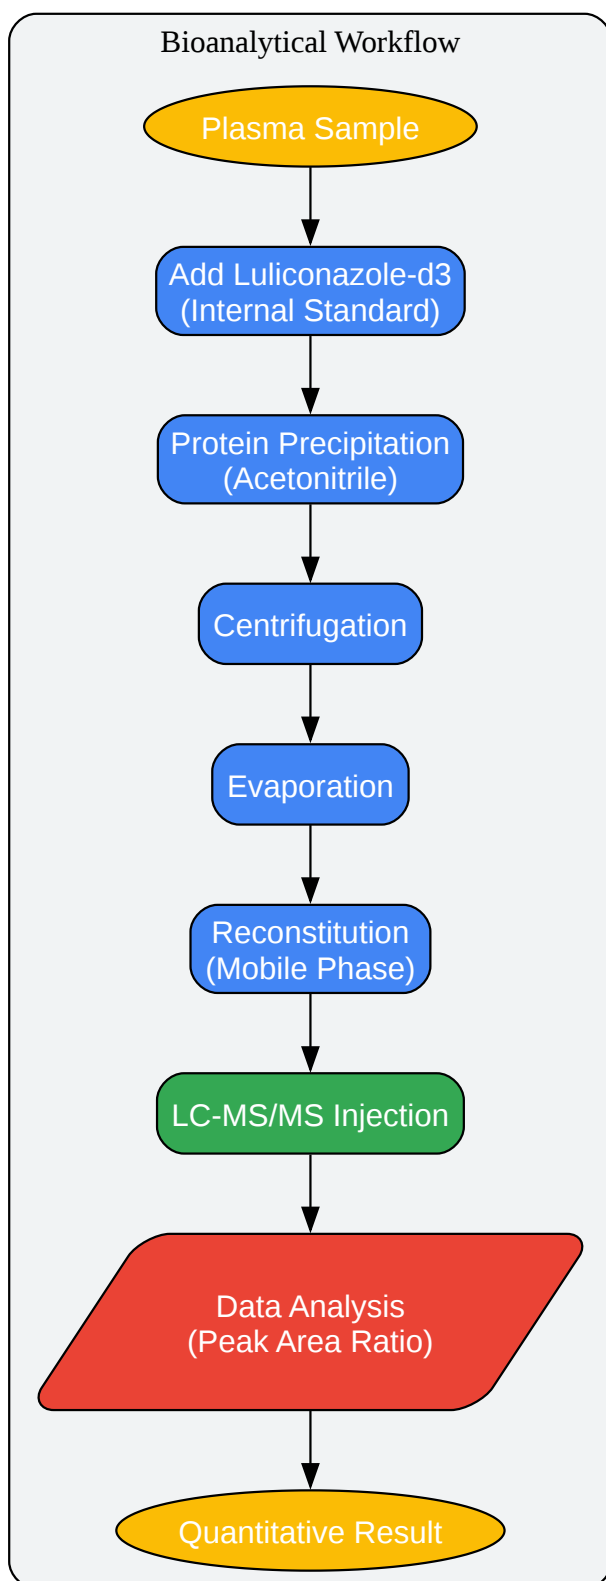 Bioanalytical Workflow
Plasma Sample
Add Luliconazole-d3
(Internal Standard)
Protein Precipitation
(Acetonitrile)
Centrifugation
Evaporation
Reconstitution
(Mobile Phase)
LC-MS/MS Injection
Data Analysis
(Peak Area Ratio)
Quantitative Result